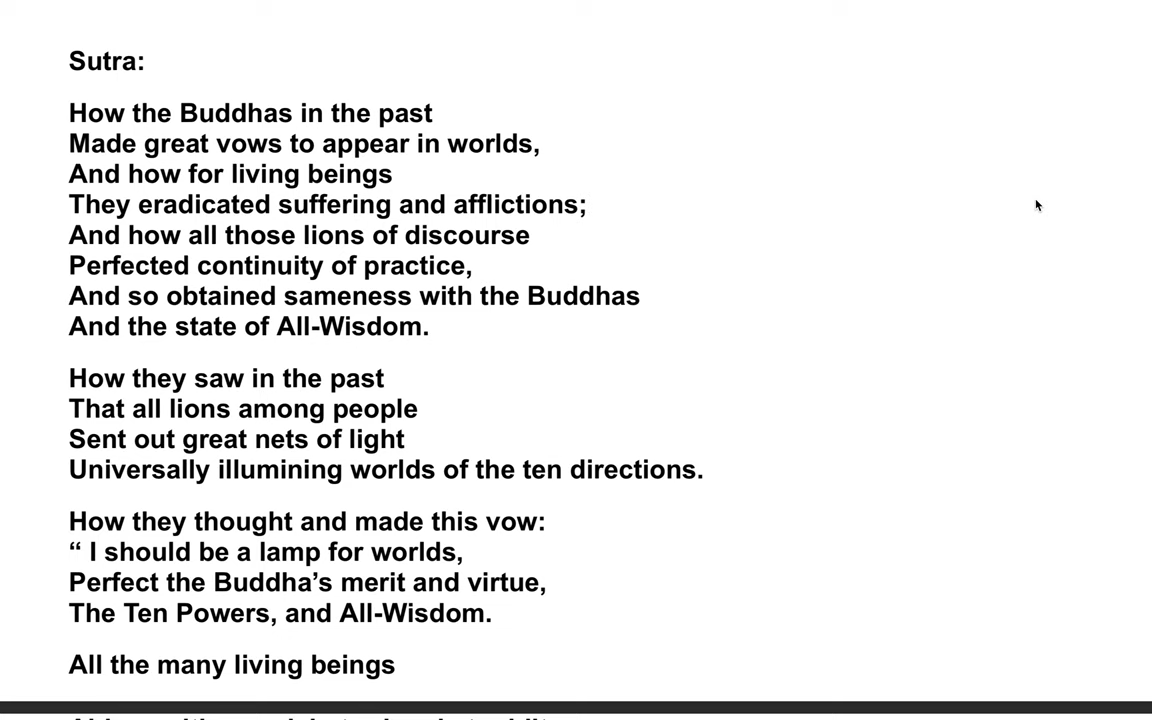 Sutra:
How the Buddhas in the past
Made great vows to appear in worlds,
And how for living beings
They eradicated suffering and afflictions;
And how all those lions of discourse
Perfected continuity of practice,
And so obtained sameness with the Buddhas
And the state of All-Wisdom.
How they saw in the past
That all lions among people
Sent out great nets of light
Universally illumining worlds of the ten directions.
How they thought and made this vow:
“ I should be a lamp for worlds,
Perfect the Buddha’s merit and virtue,
The Ten Powers, and All-Wisdom.
All the many living beings